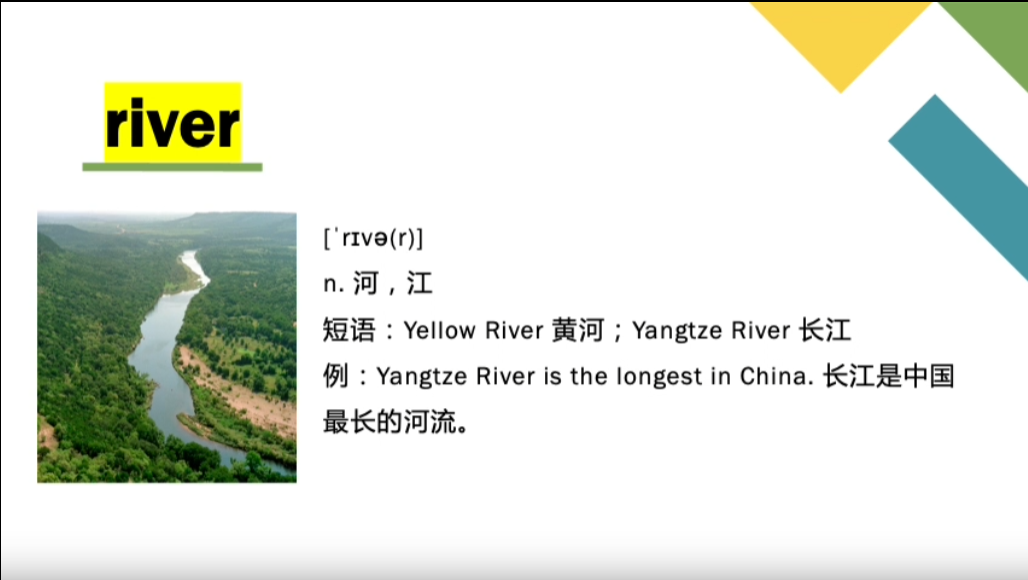 river
[ˈrɪvə(r)]
n. 河，江
短语：Yellow River 黄河；Yangtze River 长江
例：Yangtze River is the longest in China. 长江是中国
最长的河流。